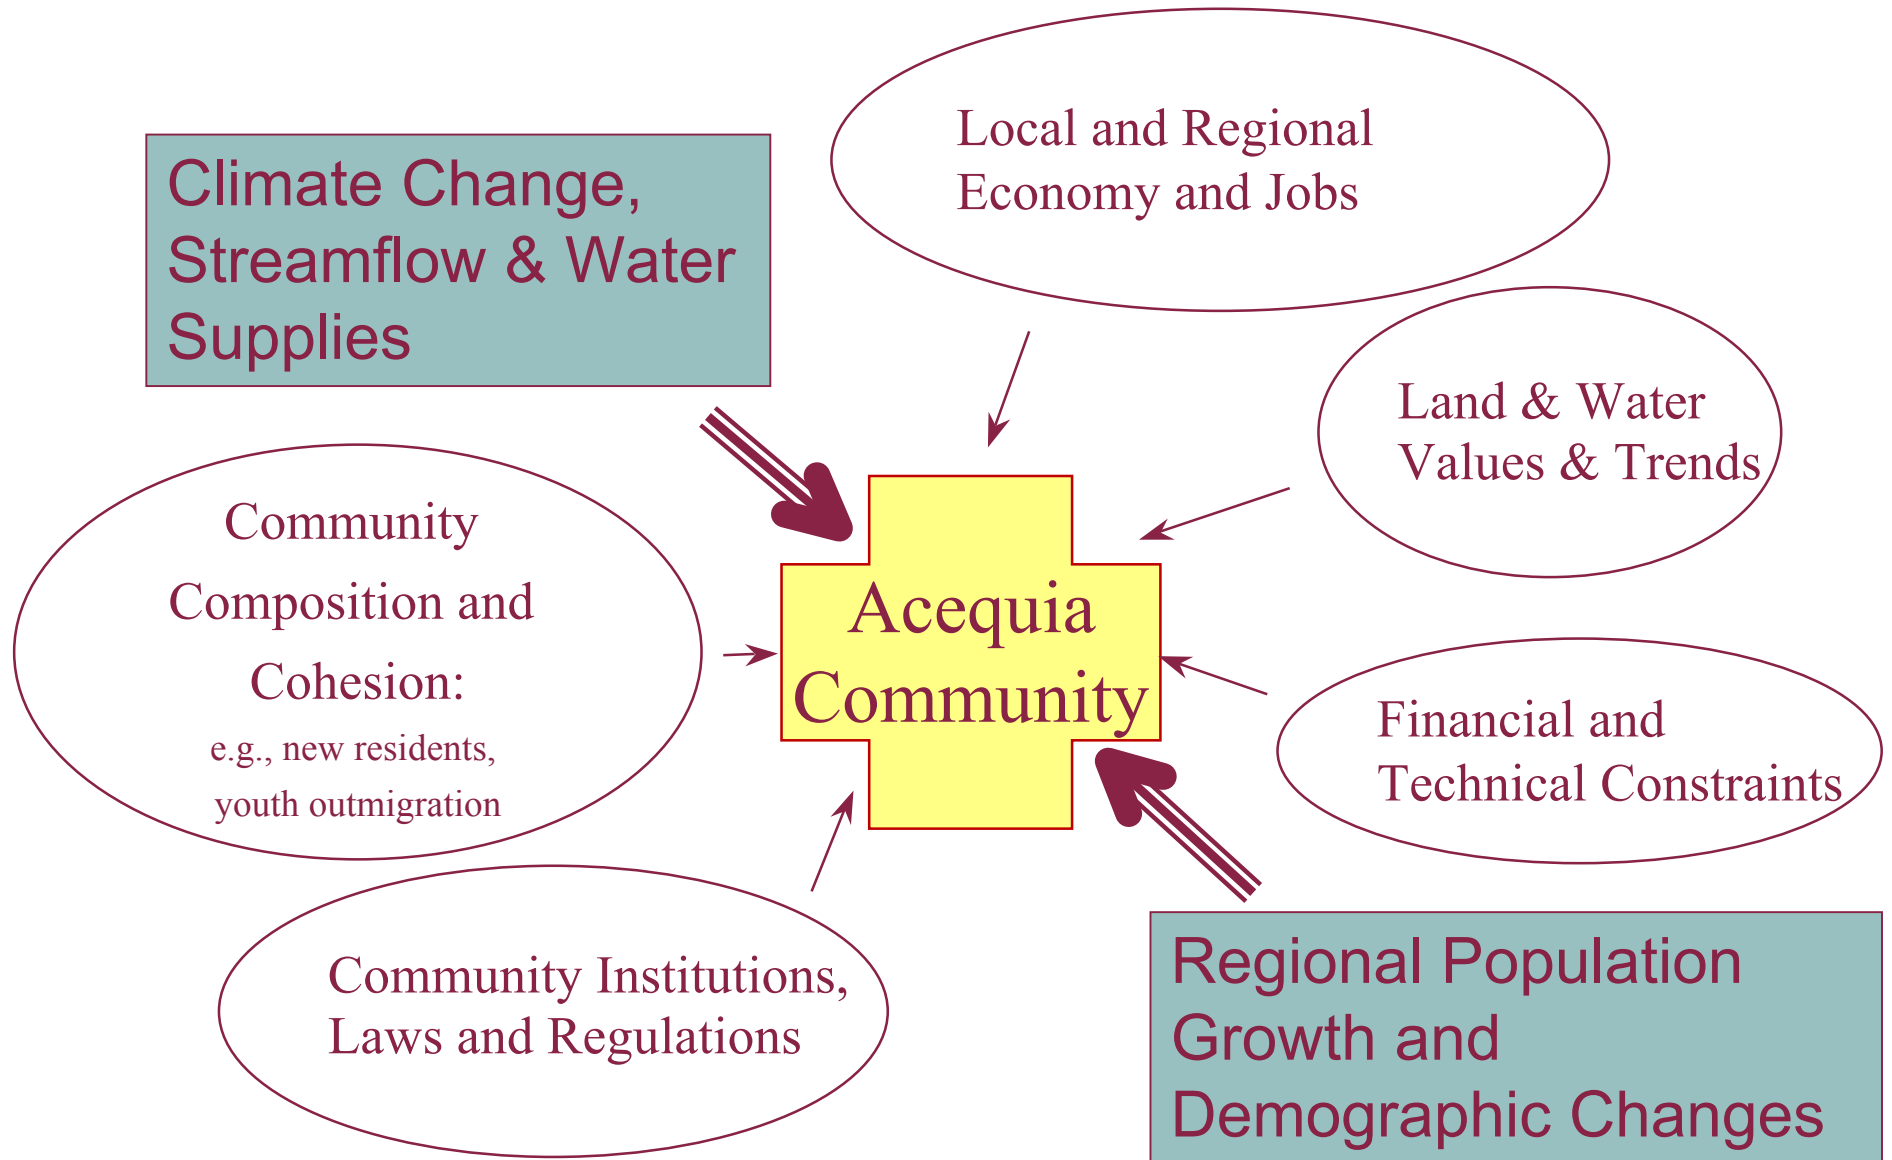 Local and Regional
Economy and Jobs
Climate Change,
Streamflow & Water
Supplies
Land & Water
Values & Trends
Community
Composition and
Cohesion:
e.g., new residents,
youth outmigration
Acequia
Community
Financial and
Technical Constraints
Community Institutions,
Laws and Regulations
Regional Population
Growth and
Demographic Changes